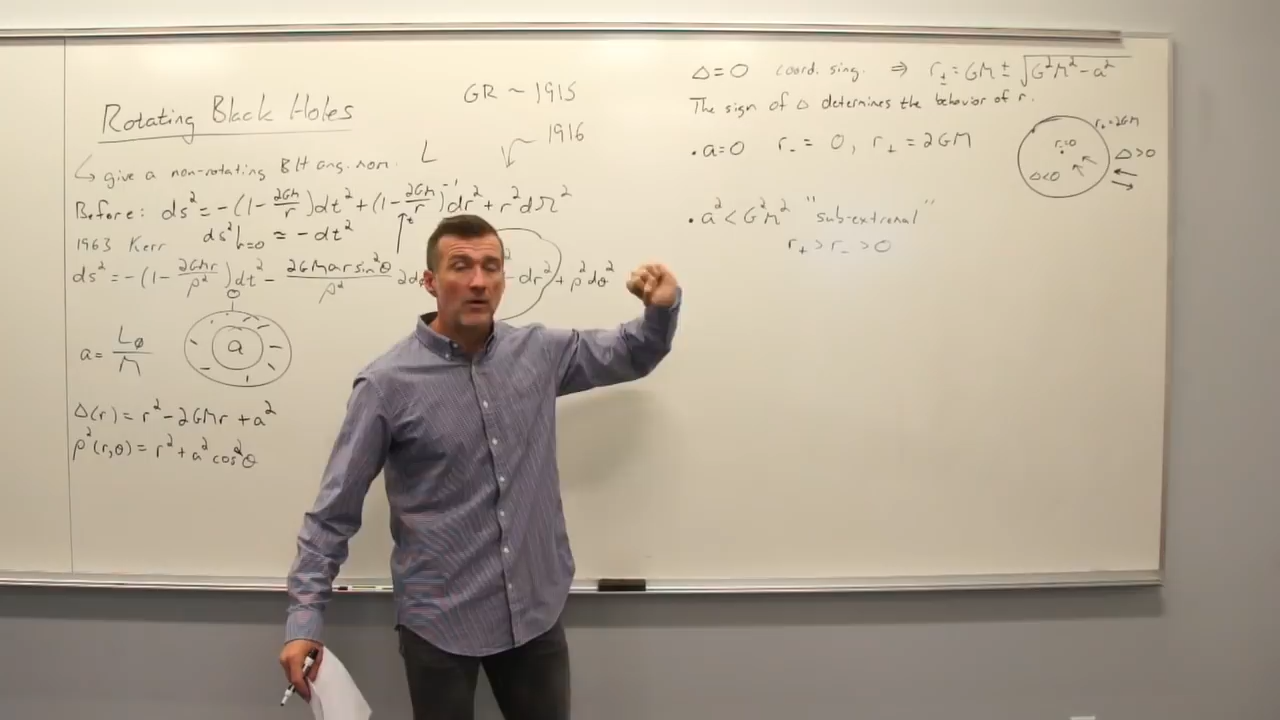 Rotating Black Holes
GR ~ 1915
1916
↳ give a non-rotating BH ang. mom. L
Before: ds² = -(1 - 2GM/r)dt² + (1 - 2GM/r)⁻¹dr² + r²dΩ²
1963 Kerr ds²|ᵣ₌₀ ≈ -dt²
ds² = -(1 - 2GMr/ρ²)dt² - 2GMar sin²θ/ρ² 2d dr² + ρ²dθ²
a = L_ø/M
a
Δ(r) = r² - 2GMr + a²
ρ²(r,θ) = r² + a² cos²θ
Δ = 0 coord. sing. ⇒ r± = GM ± √(G²M² - a²)
The sign of Δ determines the behavior of r.
• a=0 r₋ = 0, r₊ = 2GM
r₊=2GM
r=0
Δ<0
Δ>0
• a² < G²M² "sub-extremal"
r₊ > r₋ > 0